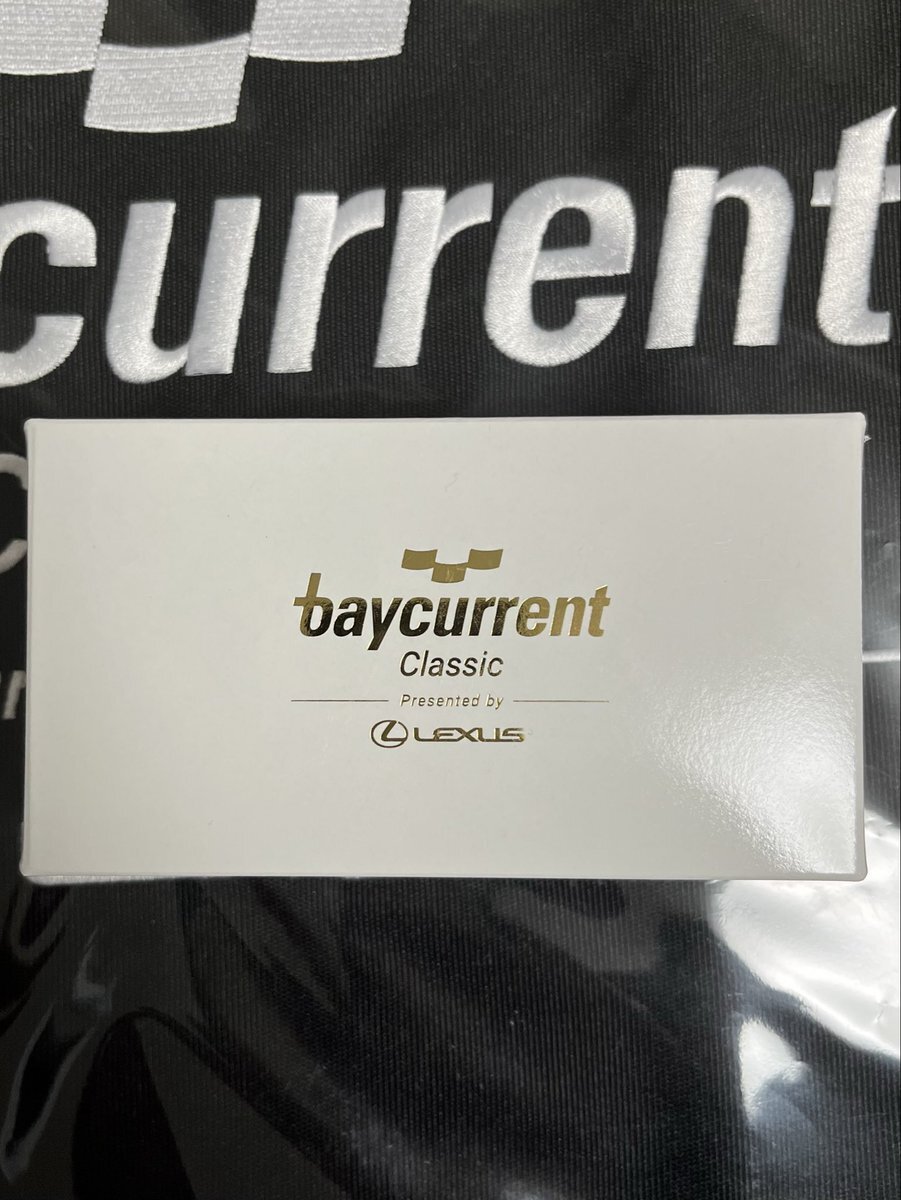 current
baycurrent
Classic
Presented by
LEXUS